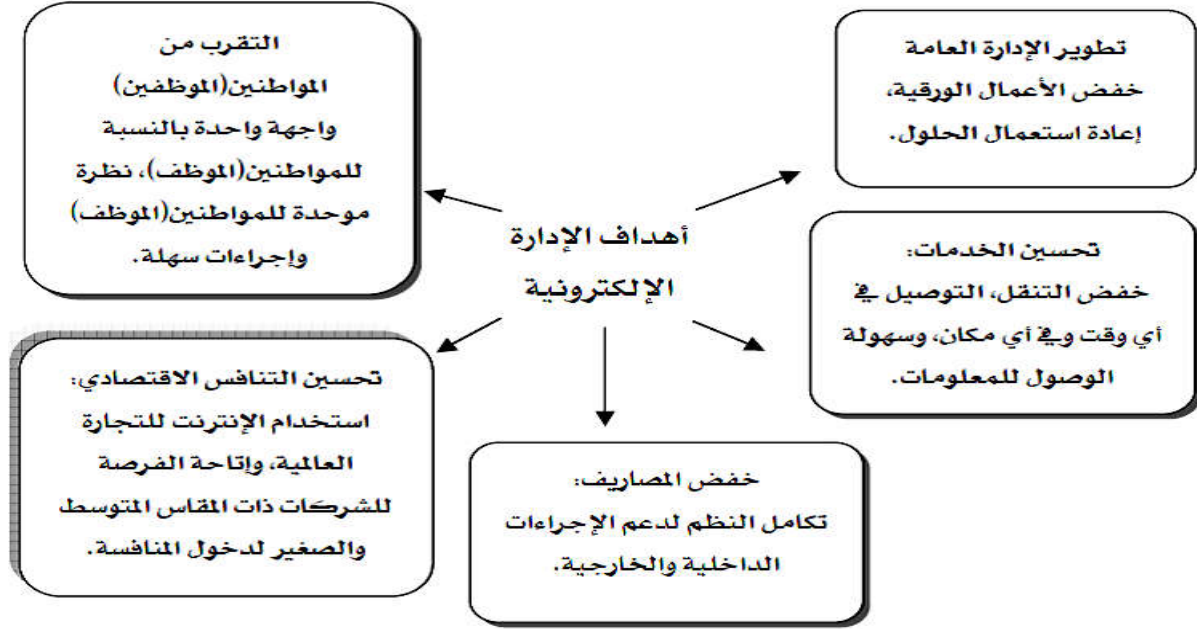 أهداف الإدارة
الإلكترونية
تطوير الإدارة العامة
خفض الأعمال الورقية،
إعادة استعمال الحلول.
تحسين الخدمات:
خفض التنقل، التوصيل في
أي وقت وفي أي مكان، وسهولة
الوصول للمعلومات.
خفض المصاريف:
تكامل النظم لدعم الإجراءات
الداخلية والخارجية.
تحسين التنافس الاقتصادي:
استخدام الإنترنت للتجارة
العالمية، وإتاحة الفرصة
للشركات ذات المقاس المتوسط
والصغير لدخول المنافسة.
التقرب من
المواطنين(الموظفين)
واجهة واحدة بالنسبة
للمواطنين(الموظف)، نظرة
موحدة للمواطنين(الموظف)
وإجراءات سهلة.